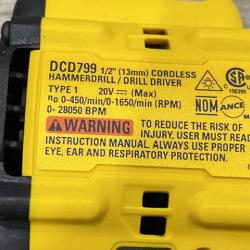 DCD799 1/2" (13mm) CORDLESS
HAMMERDRILL / DRILL DRIVER
TYPE 1 20V ⎓ (Max)
no 0-450/min/0-1650/min (RPM)
0- 28050 BPM
NOM
ANCE
WARNING TO REDUCE THE RISK OF
INJURY, USER MUST READ
INSTRUCTION MANUAL. ALWAYS USE PROPER
EYE, EAR AND RESPIRATORY PROTECTION.